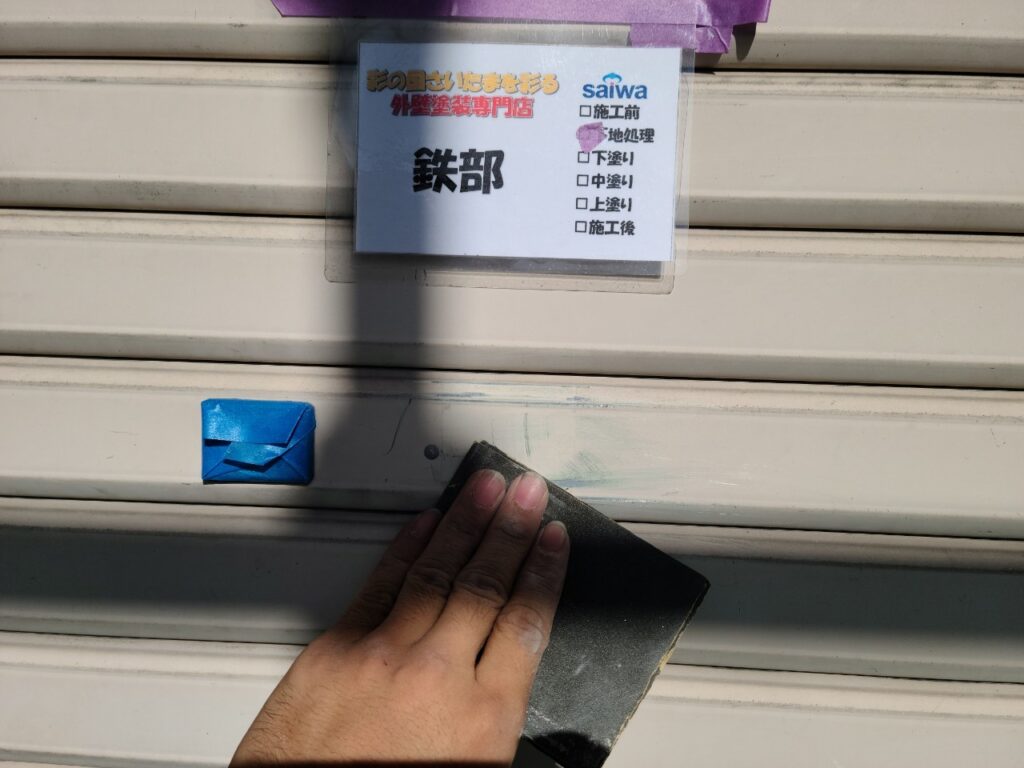 彩の国さいたまを彩る
外壁塗装専門店
鉄部
saiwa
□施工前
地処理
□下塗り
□中塗り
□上塗り
□施工後